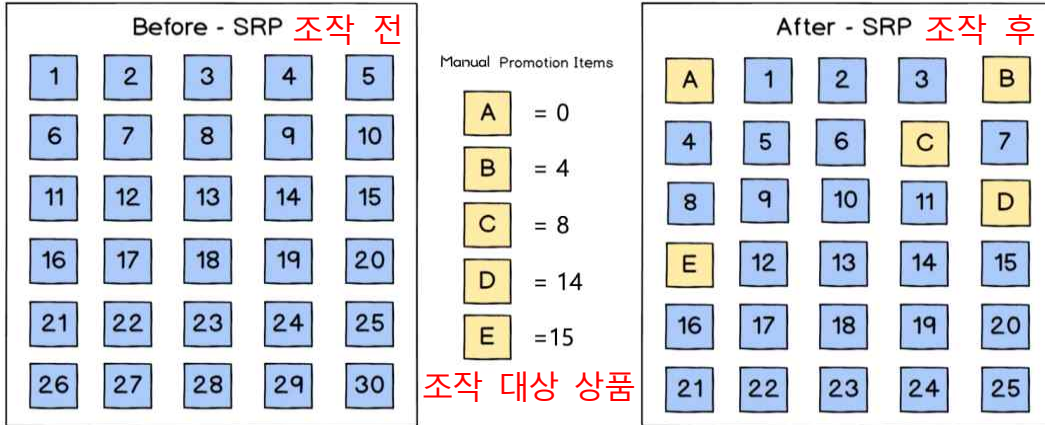 Before - SRP 조작 전
1 2 3 4 5
6 7 8 9 10
11 12 13 14 15
16 17 18 19 20
21 22 23 24 25
26 27 28 29 30
Manual Promotion Items
A = 0
B = 4
C = 8
D = 14
E =15
조작 대상 상품
After - SRP 조작 후
A 1 2 3 B
4 5 6 C 7
8 9 10 11 D
E 12 13 14 15
16 17 18 19 20
21 22 23 24 25